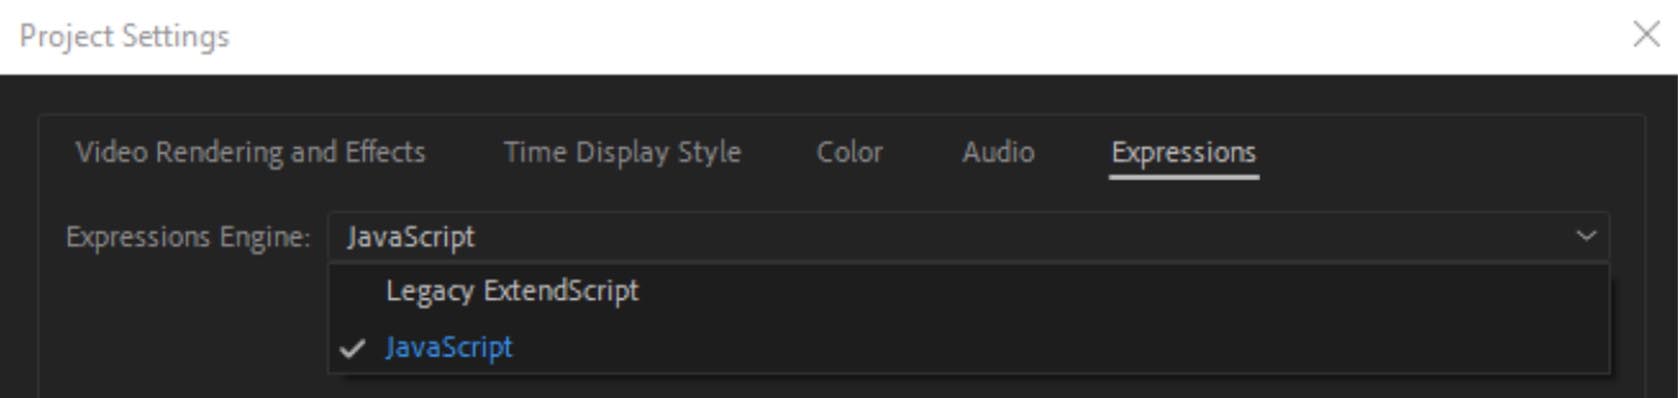 Project Settings
Video Rendering and Effects Time Display Style Color Audio Expressions
Expressions Engine: JavaScript
Legacy ExtendScript
JavaScript